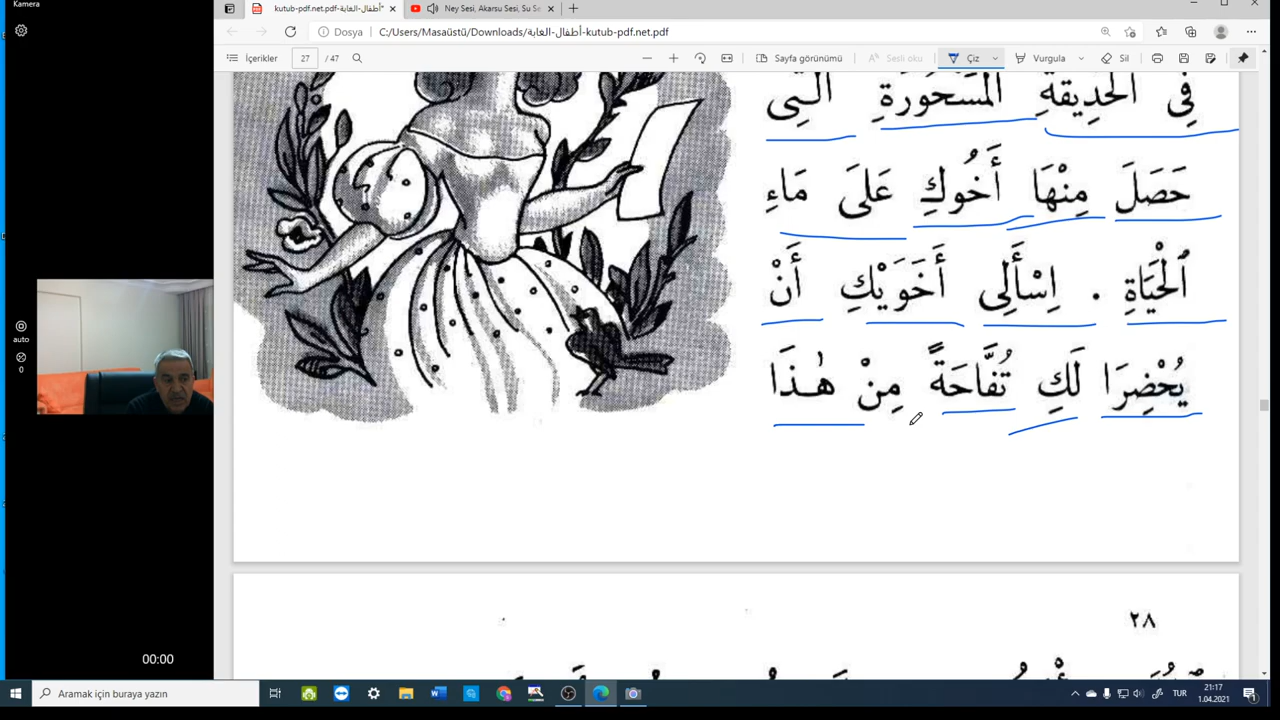 Kamera
auto
0
00:00
kutub-pdf.net.pdf-أطفال-الغابة*
Ney Sesi, Akarsu Sesi, Su Se
Dosya
C:/Users/Masaüstü/Downloads/أطفال-الغابة-kutub-pdf.net.pdf
İçerikler
27
/ 47
Sayfa görünümü
Sesli oku
Çiz
Vurgula
Sil
فِى الْحَدِيقَةِ الْمَسْحُورَةِ الَّتِى
حَصَلَ مِنْهَا أَخُوكِ عَلَى مَاءِ
ٱلْحَيَاةِ . اِسْأَلِى أَخَوَيْكِ أَنْ
يُحْضِرَا لَكِ تُفَّاحَةً مِنْ هٰذَا
٢٨
Aramak için buraya yazın
TUR
21:17
1.04.2021
1